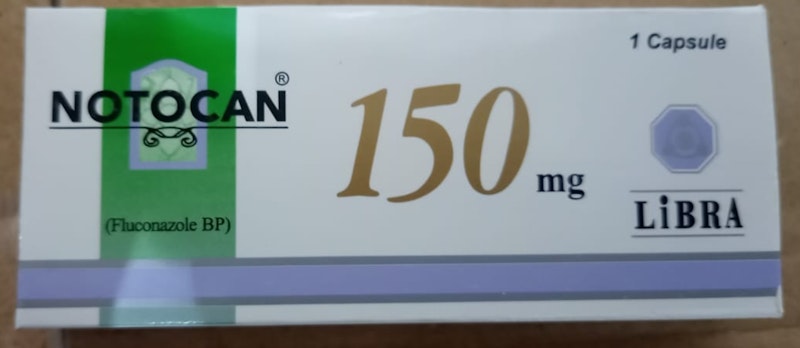 1 Capsule
NOTOCAN®
150 mg
(Fluconazole BP)
LiBRA